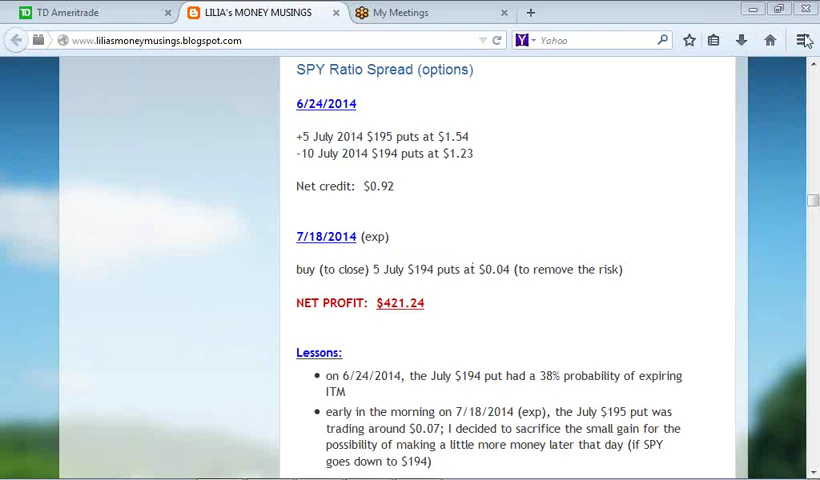 TD Ameritrade
LILIA's MONEY MUSINGS
My Meetings
www.liliasmoneymusings.blogspot.com
Yahoo
SPY Ratio Spread (options)
6/24/2014
+5 July 2014 $195 puts at $1.54
-10 July 2014 $194 puts at $1.23
Net credit: $0.92
7/18/2014 (exp)
buy (to close) 5 July $194 puts at $0.04 (to remove the risk)
NET PROFIT: $421.24
Lessons:
on 6/24/2014, the July $194 put had a 38% probability of expiring
ITM
early in the morning on 7/18/2014 (exp), the July $195 put was
trading around $0.07; I decided to sacrifice the small gain for the
possibility of making a little more money later that day (if SPY
goes down to $194)